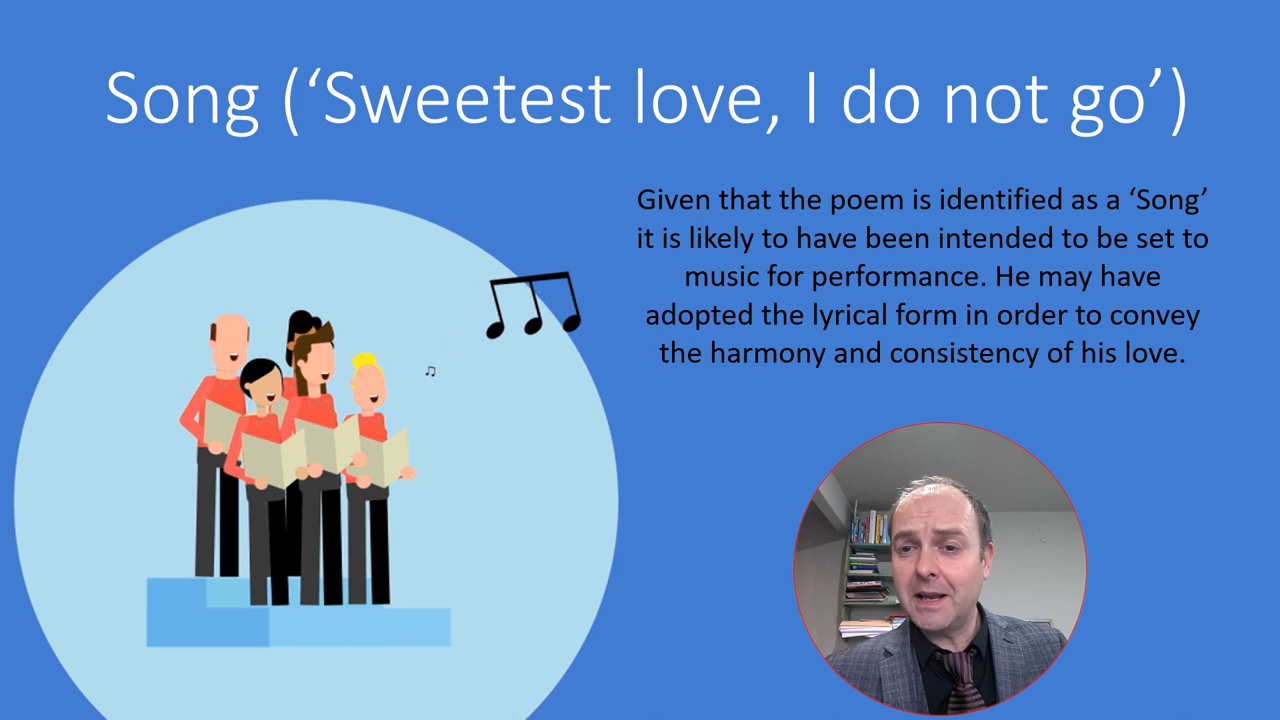 Song (‘Sweetest love, I do not go’)
Given that the poem is identified as a ‘Song’
it is likely to have been intended to be set to
music for performance. He may have
adopted the lyrical form in order to convey
the harmony and consistency of his love.